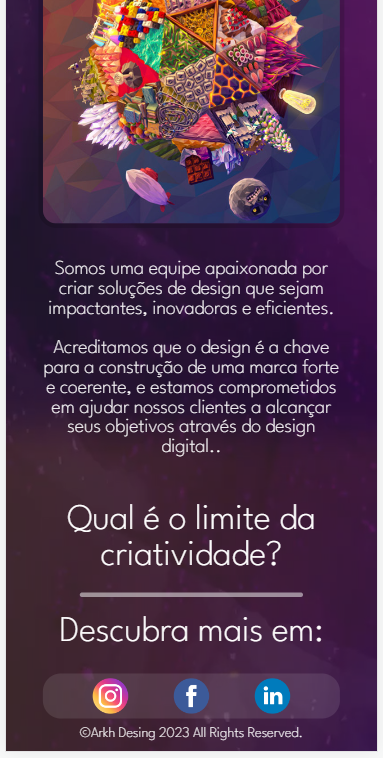 Somos uma equipe apaixonada por
criar soluções de design que sejam
impactantes, inovadoras e eficientes.
Acreditamos que o design é a chave
para a construção de uma marca forte
e coerente, e estamos comprometidos
em ajudar nossos clientes a alcançar
seus objetivos através do design
digital..
Qual é o limite da
criatividade?
Descubra mais em:
f in
©Arkh Desing 2023 All Rights Reserved.